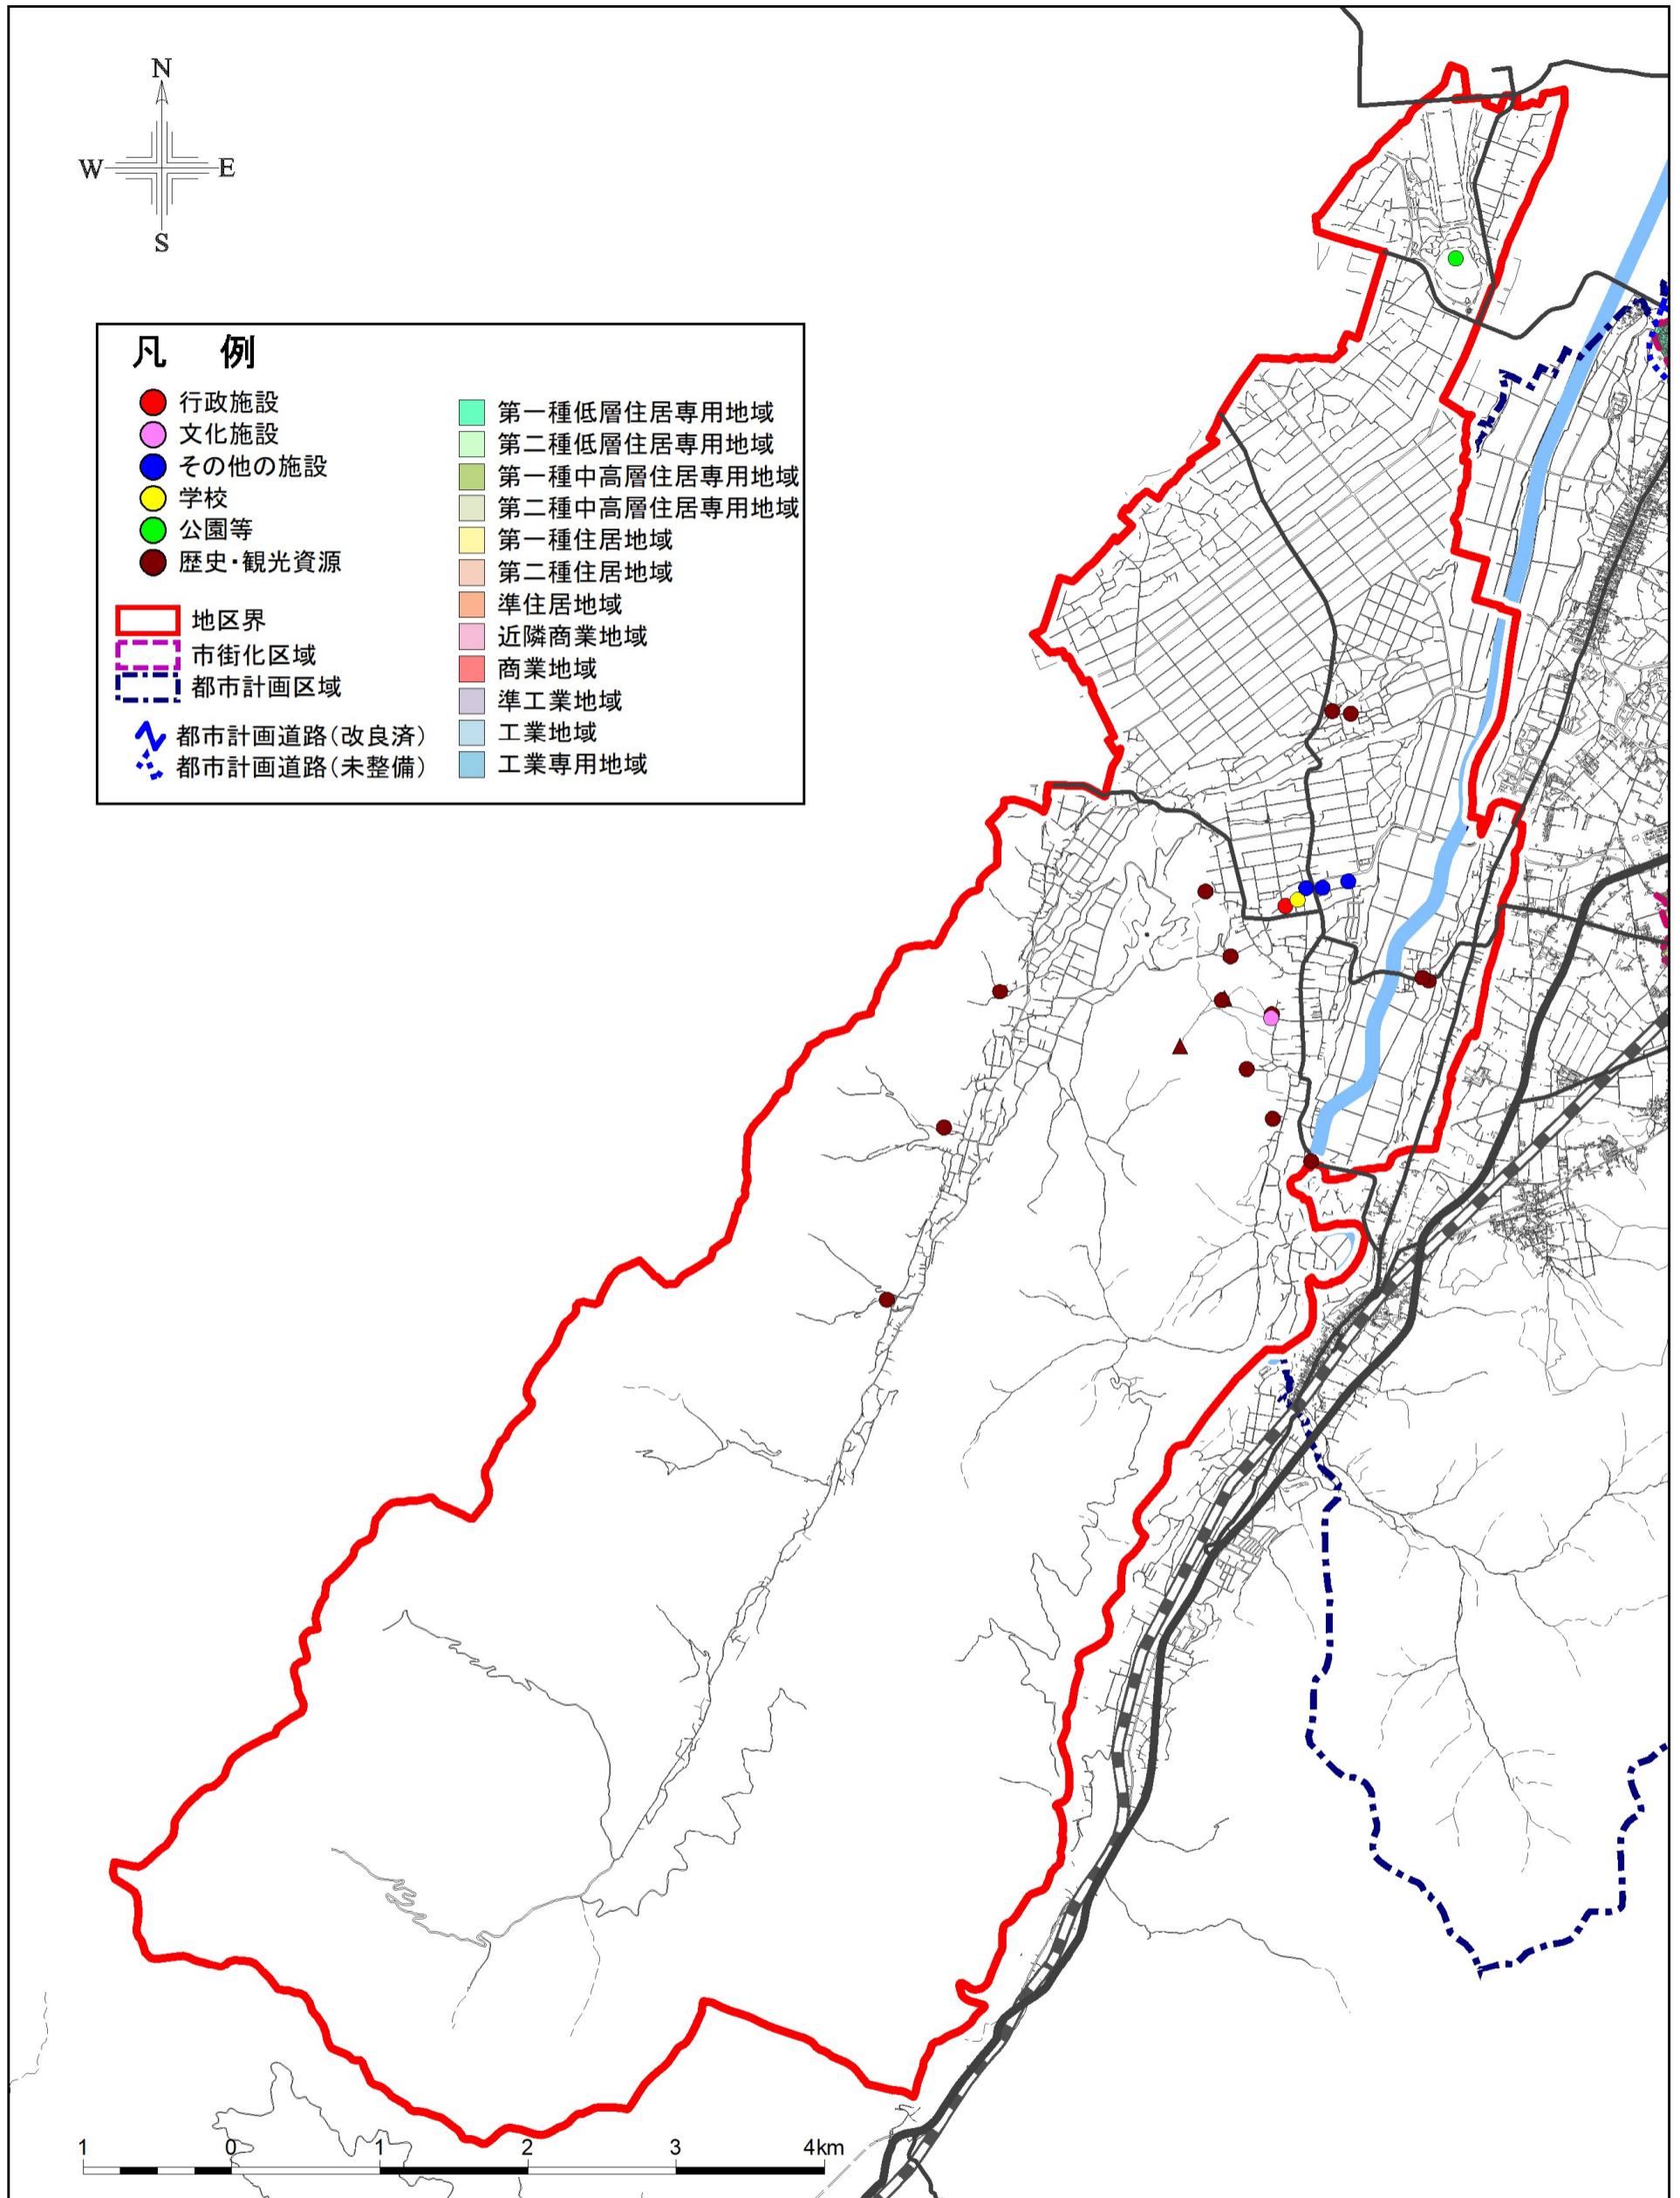 N
W E
S
凡 例
行政施設
文化施設
その他の施設
学校
公園等
歴史・観光資源
地区界
市街化区域
都市計画区域
都市計画道路(改良済)
都市計画道路(未整備)
第一種低層住居専用地域
第二種低層住居専用地域
第一種中高層住居専用地域
第二種中高層住居専用地域
第一種住居地域
第二種住居地域
準住居地域
近隣商業地域
商業地域
準工業地域
工業地域
工業専用地域
1 0 1 2 3 4km